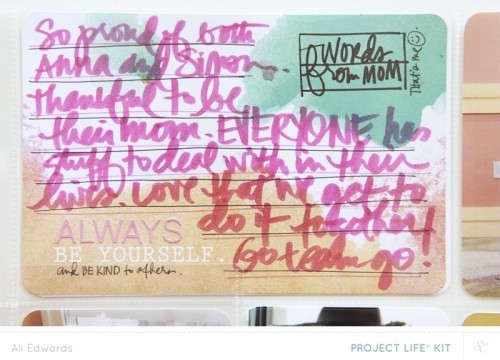 So proud of both
Anna and Simon.
thankful to be
their mom. EVERYONE has
stuff to deal with in their
lives. Love that we get to
do it together!
Go team go!
Words
from MOM
That's me
ALWAYS
BE YOURSELF.
and BE KIND to others.
Ali Edwards
PROJECT LIFE® KIT